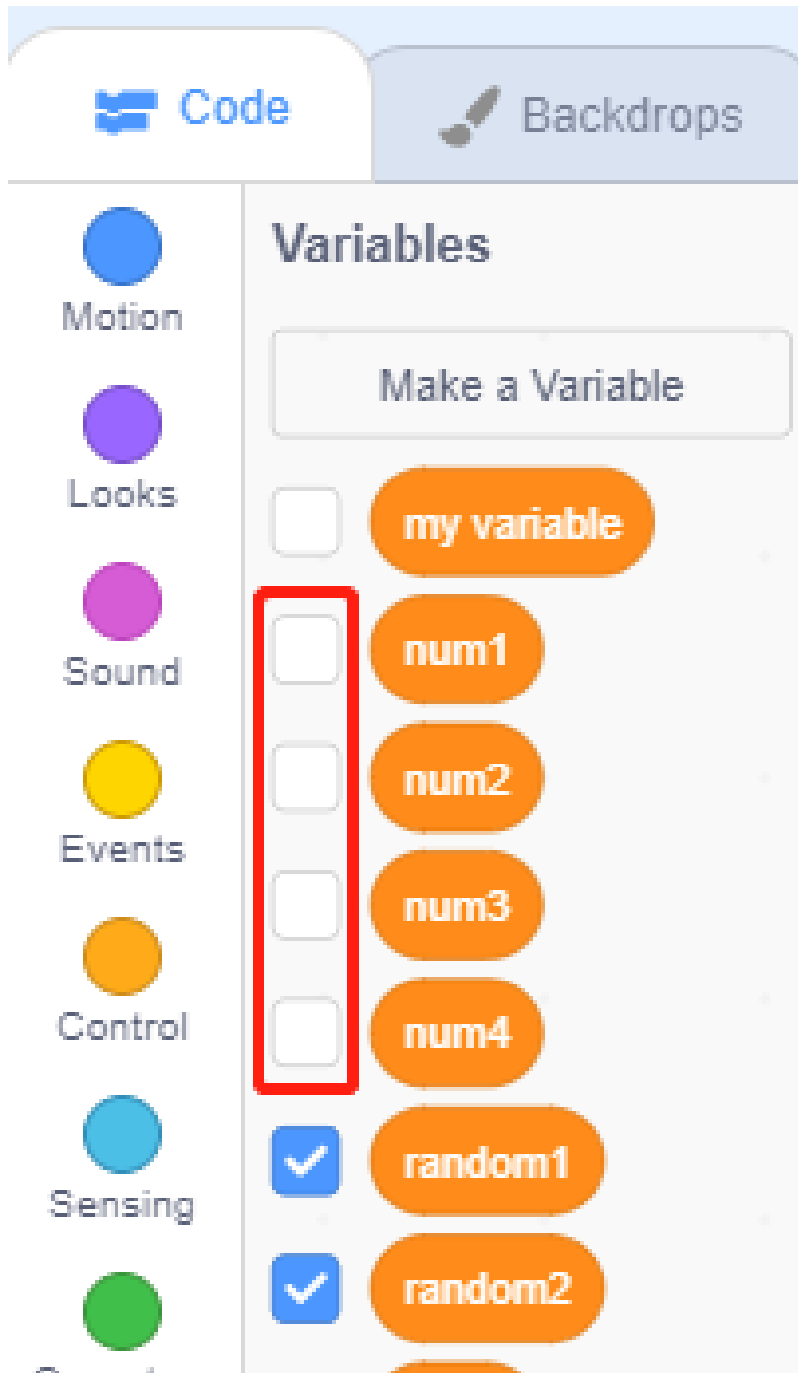 Code
Backdrops
Motion
Looks
Sound
Events
Control
Sensing
Variables
Make a Variable
my variable
num1
num2
num3
num4
random1
random2